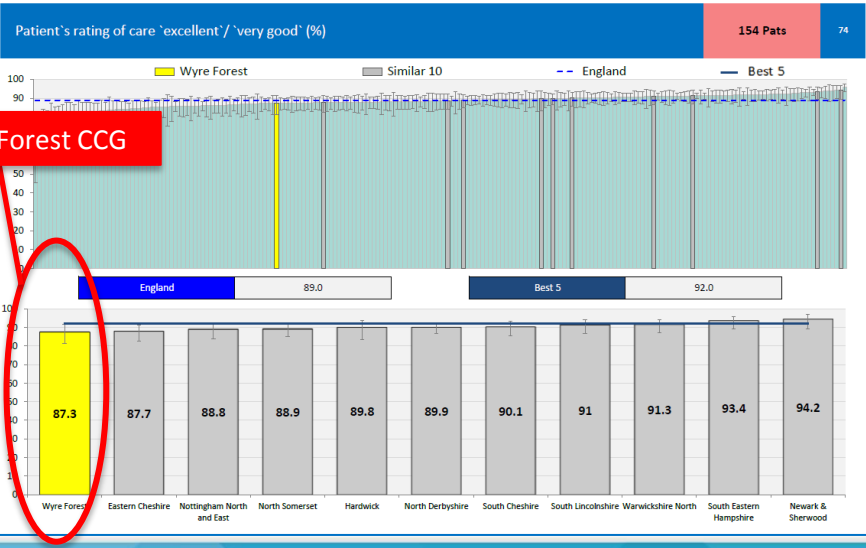 Patient`s rating of care `excellent`/ `very good` (%)
154 Pats
74
Wyre Forest
Similar 10
England
Best 5
100
90
Forest CCG
50
40
30
20
England
89.0
Best 5
92.0
87.3
87.7
88.8
88.9
89.8
89.9
90.1
91
91.3
93.4
94.2
Wyre Forest
Eastern Cheshire
Nottingham North
and East
North Somerset
Hardwick
North Derbyshire
South Cheshire
South Lincolnshire
Warwickshire North
South Eastern
Hampshire
Newark &
Sherwood